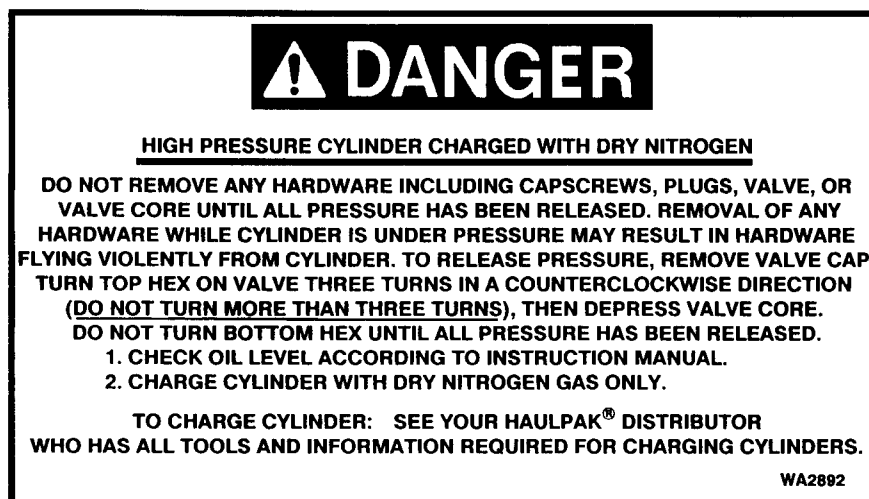 DANGER
HIGH PRESSURE CYLINDER CHARGED WITH DRY NITROGEN
DO NOT REMOVE ANY HARDWARE INCLUDING CAPSCREWS, PLUGS, VALVE, OR
VALVE CORE UNTIL ALL PRESSURE HAS BEEN RELEASED. REMOVAL OF ANY
HARDWARE WHILE CYLINDER IS UNDER PRESSURE MAY RESULT IN HARDWARE
FLYING VIOLENTLY FROM CYLINDER. TO RELEASE PRESSURE, REMOVE VALVE CAP
TURN TOP HEX ON VALVE THREE TURNS IN A COUNTERCLOCKWISE DIRECTION
(DO NOT TURN MORE THAN THREE TURNS), THEN DEPRESS VALVE CORE.
DO NOT TURN BOTTOM HEX UNTIL ALL PRESSURE HAS BEEN RELEASED.
1. CHECK OIL LEVEL ACCORDING TO INSTRUCTION MANUAL.
2. CHARGE CYLINDER WITH DRY NITROGEN GAS ONLY.
TO CHARGE CYLINDER: SEE YOUR HAULPAK® DISTRIBUTOR
WHO HAS ALL TOOLS AND INFORMATION REQUIRED FOR CHARGING CYLINDERS.
WA2892